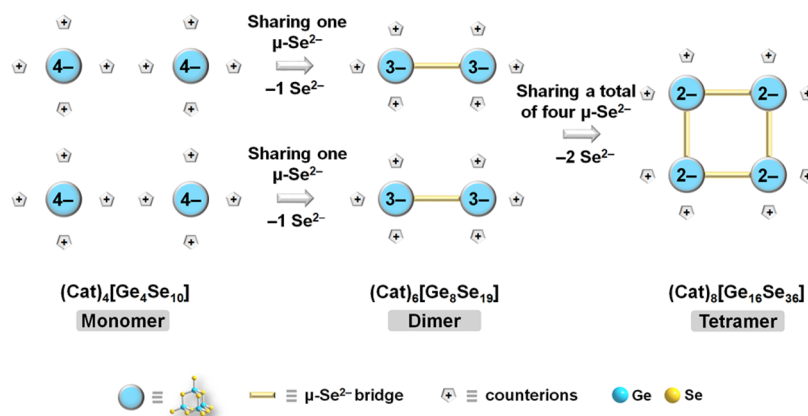 Sharing one
μ-Se²⁻
−1 Se²⁻
4−
4−
3−
3−
Sharing a total
of four μ-Se²⁻
−2 Se²⁻
2−
2−
2−
2−
Sharing one
μ-Se²⁻
−1 Se²⁻
4−
4−
3−
3−
(Cat)₄[Ge₄Se₁₀]
(Cat)₆[Ge₈Se₁₉]
(Cat)₈[Ge₁₆Se₃₆]
Monomer
Dimer
Tetramer
≡
≡ μ-Se²⁻ bridge
≡ counterions
Ge
Se